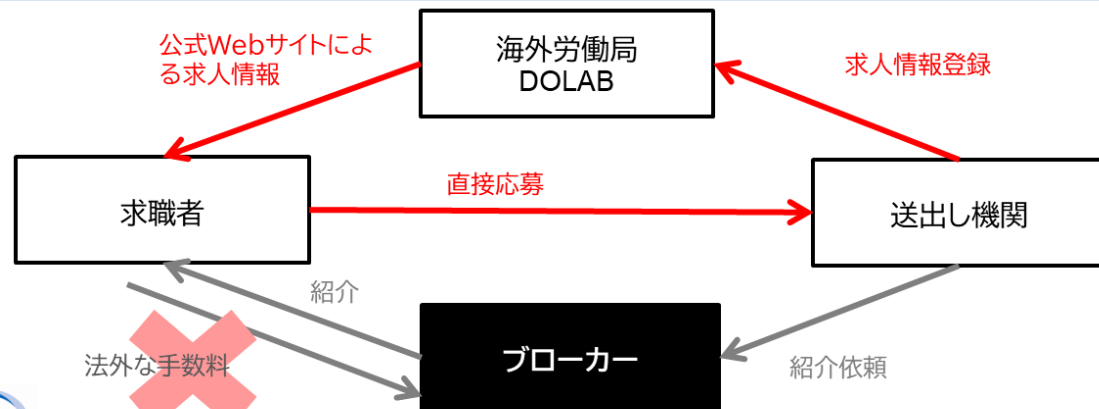 公式Webサイトによ
る求人情報
海外労働局
DOLAB
求人情報登録
求職者
直接応募
送出し機関
紹介
法外な手数料
ブローカー
紹介依頼